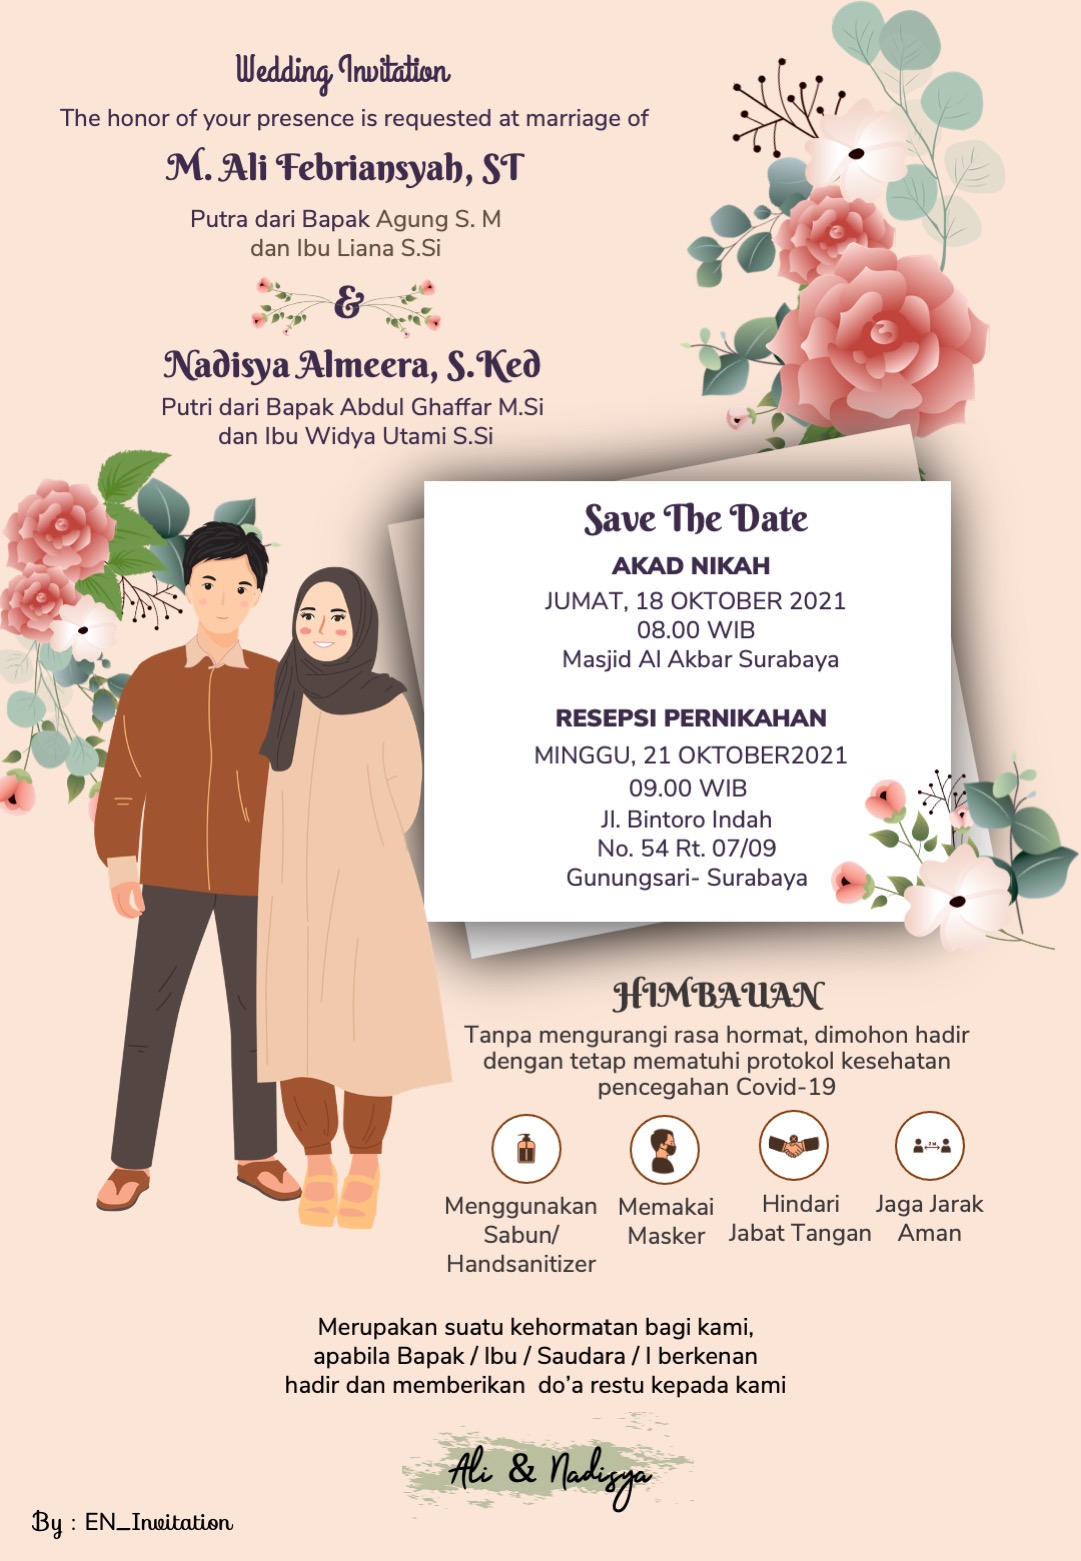 Wedding Invitation
The honor of your presence is requested at marriage of
M. Ali Febriansyah, ST
Putra dari Bapak Agung S. M
dan Ibu Liana S.Si
&
Nadisya Almeera, S.Ked
Putri dari Bapak Abdul Ghaffar M.Si
dan Ibu Widya Utami S.Si
Save The Date
AKAD NIKAH
JUMAT, 18 OKTOBER 2021
08.00 WIB
Masjid Al Akbar Surabaya
RESEPSI PERNIKAHAN
MINGGU, 21 OKTOBER2021
09.00 WIB
Jl. Bintoro Indah
No. 54 Rt. 07/09
Gunungsari- Surabaya
HIMBAUAN
Tanpa mengurangi rasa hormat, dimohon hadir
dengan tetap mematuhi protokol kesehatan
pencegahan Covid-19
Menggunakan
Sabun/
Handsanitizer
Memakai
Masker
Hindari
Jabat Tangan
2 M
Jaga Jarak
Aman
Merupakan suatu kehormatan bagi kami,
apabila Bapak / Ibu / Saudara / I berkenan
hadir dan memberikan do'a restu kepada kami
Ali & Nadisya
By : EN_Invitation